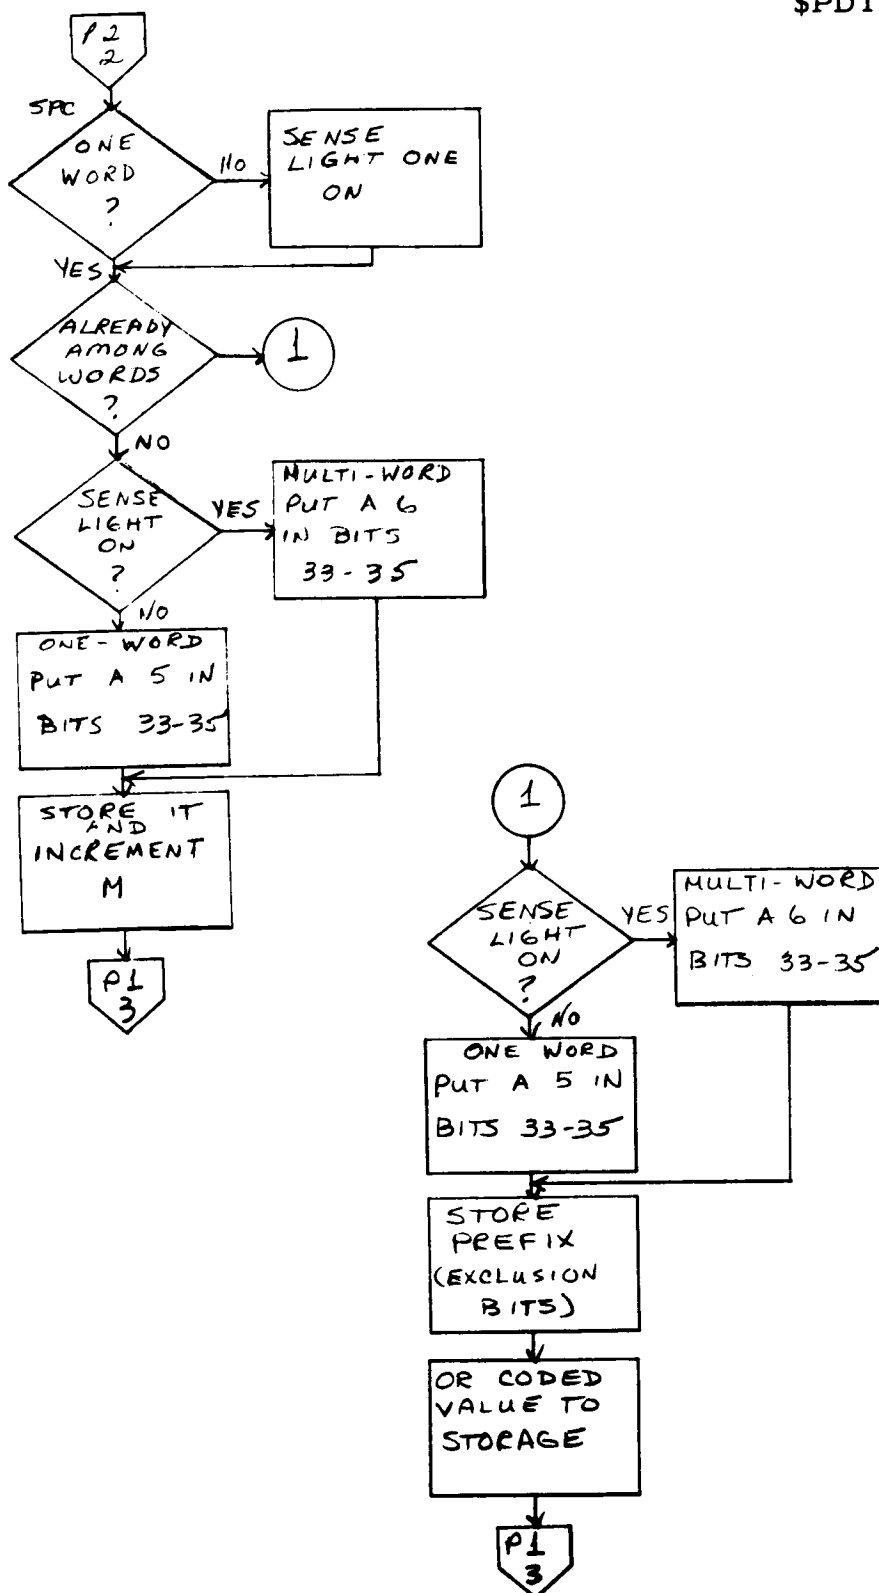 $PDT
P2
2
SPC
ONE
WORD
?
NO
SENSE
LIGHT ONE
ON
YES
ALREADY
AMONG
WORDS
?
1
NO
SENSE
LIGHT
ON
?
YES
MULTI-WORD
PUT A 6
IN BITS
33-35
NO
ONE-WORD
PUT A 5 IN
BITS 33-35
STORE IT
AND
INCREMENT
M
P1
3
1
SENSE
LIGHT
ON
?
YES
MULTI-WORD
PUT A 6 IN
BITS 33-35
NO
ONE WORD
PUT A 5 IN
BITS 33-35
STORE
PREFIX
(EXCLUSION
BITS)
OR CODED
VALUE TO
STORAGE
P1
3